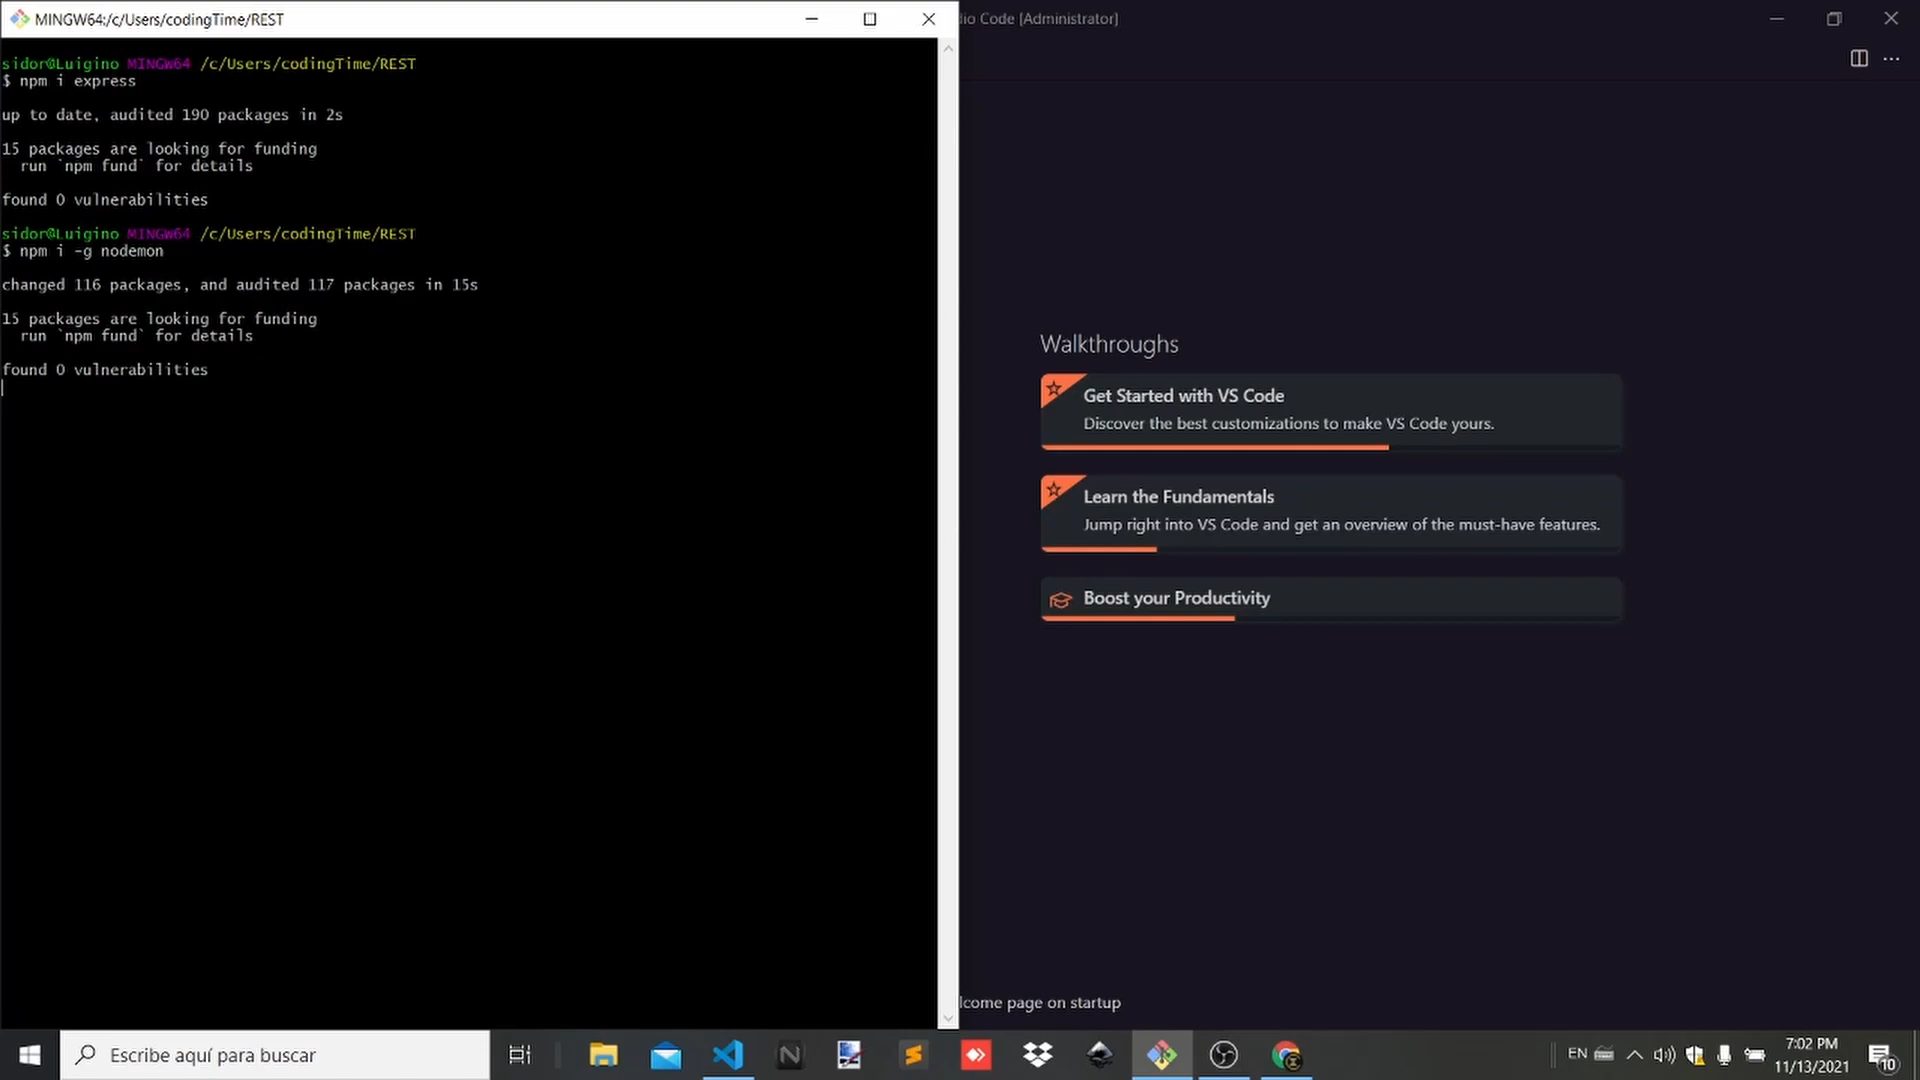 MINGW64:/c/Users/codingTime/REST
sidor@Luigino MINGW64 /c/Users/codingTime/REST
$ npm i express
up to date, audited 190 packages in 2s
15 packages are looking for funding
run `npm fund` for details
found 0 vulnerabilities
sidor@Luigino MINGW64 /c/Users/codingTime/REST
$ npm i -g nodemon
changed 116 packages, and audited 117 packages in 15s
15 packages are looking for funding
run `npm fund` for details
found 0 vulnerabilities
dio Code [Administrator]
Walkthroughs
Get Started with VS Code
Discover the best customizations to make VS Code yours.
Learn the Fundamentals
Jump right into VS Code and get an overview of the must-have features.
Boost your Productivity
lcome page on startup
Escribe aquí para buscar
EN
7:02 PM
11/13/2021
10